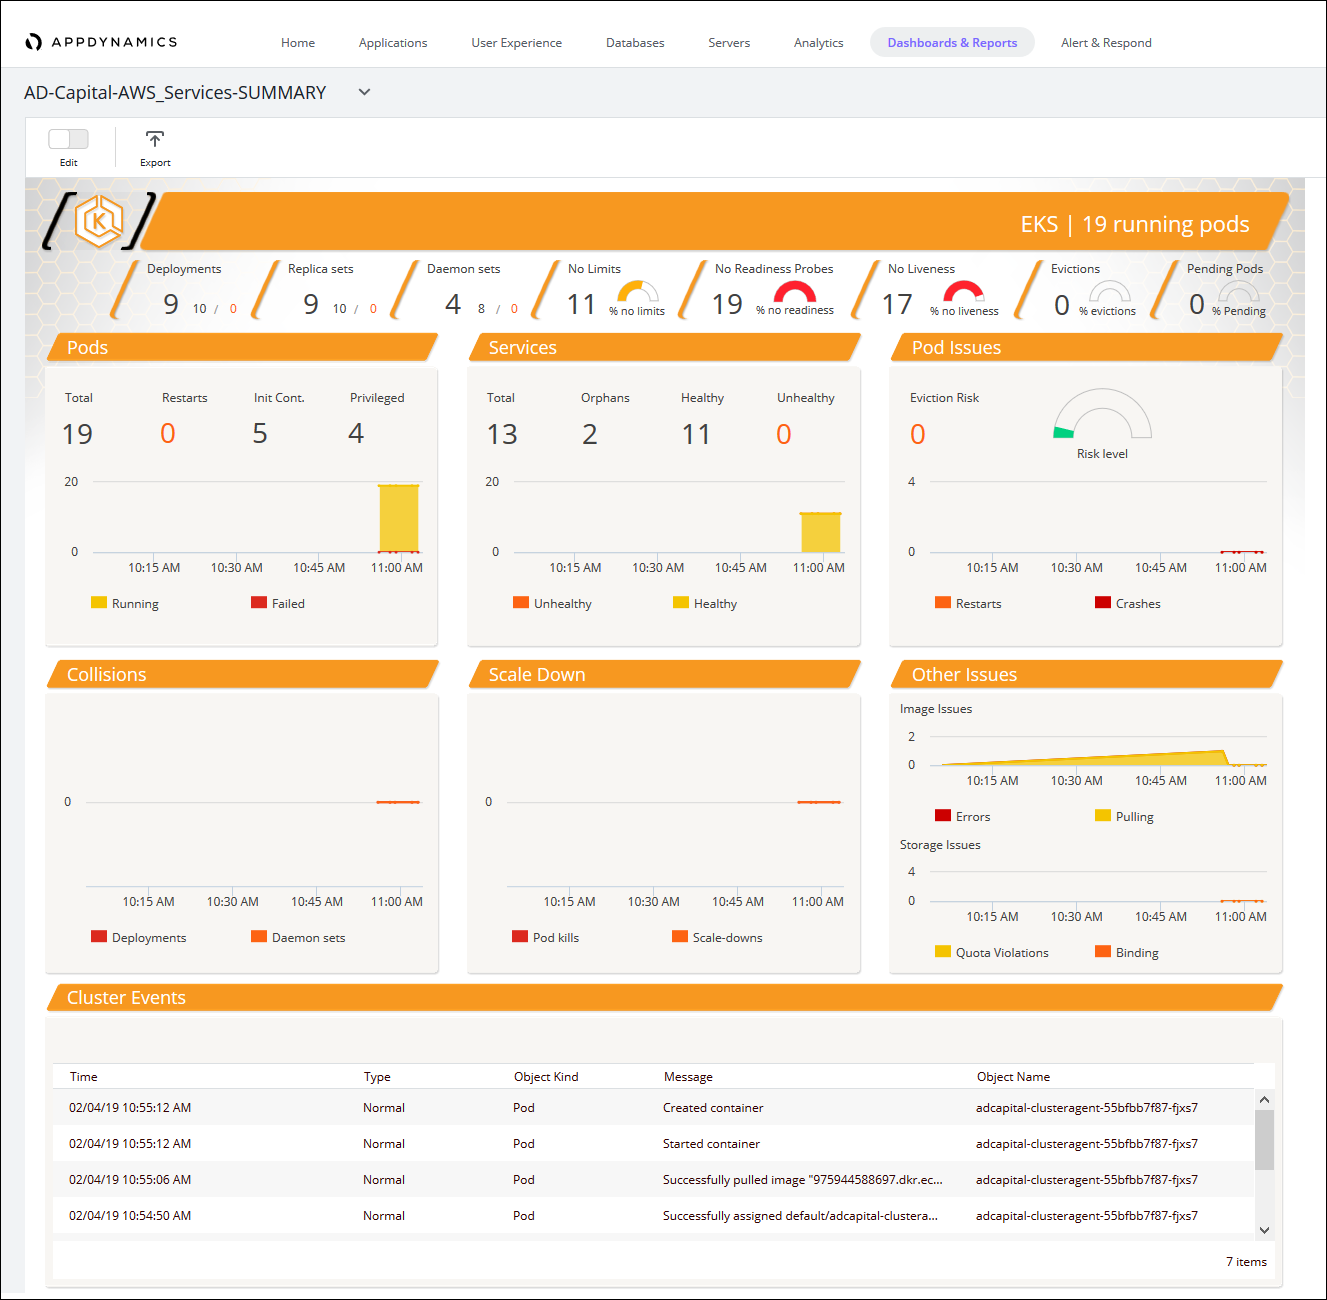 APPDYNAMICS Home Applications User Experience Databases Servers Analytics Dashboards & Reports Alert & Respond
AD-Capital-AWS_Services-SUMMARY
Edit Export
K
EKS | 19 running pods
Deployments Replica sets Daemon sets No Limits No Readiness Probes No Liveness Evictions Pending Pods
9 10 / 0 9 10 / 0 4 8 / 0 11 % no limits 19 % no readiness 17 % no liveness 0 % evictions 0 % Pending
Pods Services Pod Issues
Total Restarts Init Cont. Privileged Total Orphans Healthy Unhealthy Eviction Risk
19 0 5 4 13 2 11 0 0
Risk level
20 20 4
0 0 0
10:15 AM 10:30 AM 10:45 AM 11:00 AM 10:15 AM 10:30 AM 10:45 AM 11:00 AM 10:15 AM 10:30 AM 10:45 AM 11:00 AM
Running Failed Unhealthy Healthy Restarts Crashes
Collisions Scale Down Other Issues
Image Issues
2
0
10:15 AM 10:30 AM 10:45 AM 11:00 AM
0 0
Errors Pulling
Storage Issues
4
0
10:15 AM 10:30 AM 10:45 AM 11:00 AM 10:15 AM 10:30 AM 10:45 AM 11:00 AM
10:15 AM 10:30 AM 10:45 AM 11:00 AM
Deployments Daemon sets Pod kills Scale-downs
Quota Violations Binding
Cluster Events
Time Type Object Kind Message Object Name
02/04/19 10:55:12 AM Normal Pod Created container adcapital-clusteragent-55bfbb7f87-fjxs7
02/04/19 10:55:12 AM Normal Pod Started container adcapital-clusteragent-55bfbb7f87-fjxs7
02/04/19 10:55:06 AM Normal Pod Successfully pulled image "975944588697.dkr.ec... adcapital-clusteragent-55bfbb7f87-fjxs7
02/04/19 10:54:50 AM Normal Pod Successfully assigned default/adcapital-clustera... adcapital-clusteragent-55bfbb7f87-fjxs7
7 items